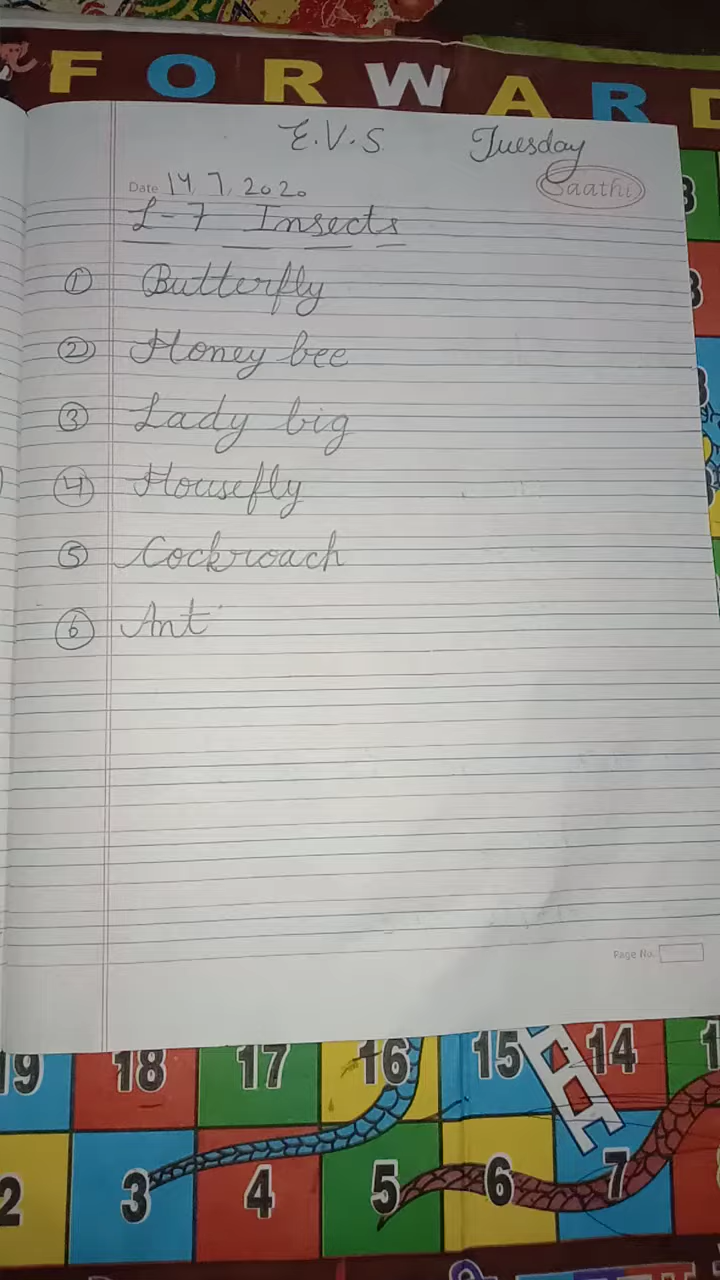 FORWARD
E.V.S Tuesday
Date 14.7.2020 Saathi
L-7 Insects
① Butterfly
② Honey bee
③ Lady big
④ Housefly
⑤ Cockroach
⑥ Ant
Page No.
19 18 17 16 15 14
2 3 4 5 6 7